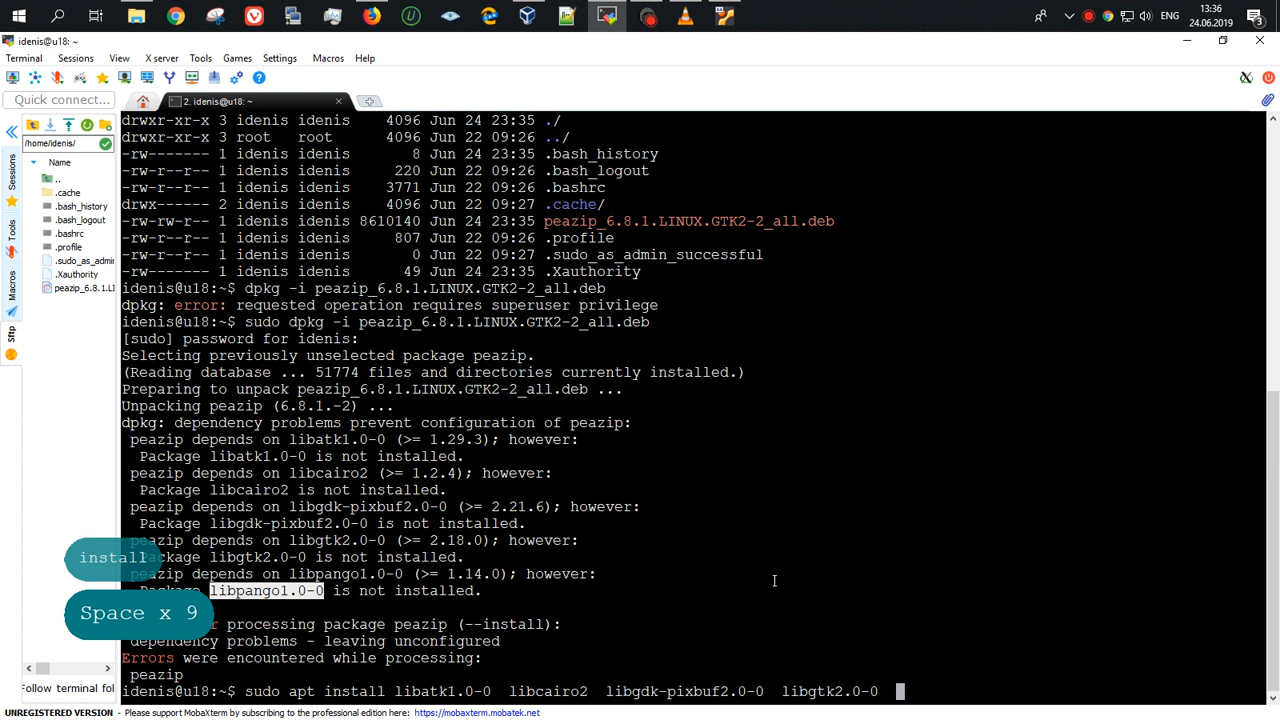 13:36
ENG
24.06.2019
3
idenis@u18: ~
Terminal Sessions View X server Tools Games Settings Macros Help
Quick connect...
2. idenis@u18: ~
/home/idenis/
Name
..
.cache
.bash_history
.bash_logout
.bashrc
.profile
.sudo_as_admin
.Xauthority
peazip_6.8.1.LI
Sessions
Tools
Macros
Sftp
Follow terminal fol
drwxr-xr-x 3 idenis idenis 4096 Jun 24 23:35 ./
drwxr-xr-x 3 root root 4096 Jun 22 09:26 ../
-rw------- 1 idenis idenis 8 Jun 24 23:35 .bash_history
-rw-r--r-- 1 idenis idenis 220 Jun 22 09:26 .bash_logout
-rw-r--r-- 1 idenis idenis 3771 Jun 22 09:26 .bashrc
drwx------ 2 idenis idenis 4096 Jun 22 09:27 .cache/
-rw-rw-r-- 1 idenis idenis 8610140 Jun 24 23:35 peazip_6.8.1.LINUX.GTK2-2_all.deb
-rw-r--r-- 1 idenis idenis 807 Jun 22 09:26 .profile
-rw-r--r-- 1 idenis idenis 0 Jun 22 09:27 .sudo_as_admin_successful
-rw------- 1 idenis idenis 49 Jun 24 23:35 .Xauthority
idenis@u18:~$ dpkg -i peazip_6.8.1.LINUX.GTK2-2_all.deb
dpkg: error: requested operation requires superuser privilege
idenis@u18:~$ sudo dpkg -i peazip_6.8.1.LINUX.GTK2-2_all.deb
[sudo] password for idenis:
Selecting previously unselected package peazip.
(Reading database ... 51774 files and directories currently installed.)
Preparing to unpack peazip_6.8.1.LINUX.GTK2-2_all.deb ...
Unpacking peazip (6.8.1.-2) ...
dpkg: dependency problems prevent configuration of peazip:
peazip depends on libatk1.0-0 (>= 1.29.3); however:
Package libatk1.0-0 is not installed.
peazip depends on libcairo2 (>= 1.2.4); however:
Package libcairo2 is not installed.
peazip depends on libgdk-pixbuf2.0-0 (>= 2.21.6); however:
Package libgdk-pixbuf2.0-0 is not installed.
peazip depends on libgtk2.0-0 (>= 2.18.0); however:
Package libgtk2.0-0 is not installed.
peazip depends on libpango1.0-0 (>= 1.14.0); however:
Package libpango1.0-0 is not installed.
processing package peazip (--install):
dependency problems - leaving unconfigured
Errors were encountered while processing:
peazip
idenis@u18:~$ sudo apt install libatk1.0-0 libcairo2 libgdk-pixbuf2.0-0 libgtk2.0-0
install
Space x 9
UNREGISTERED VERSION - Please support MobaXterm by subscribing to the professional edition here: https://mobaxterm.mobatek.net